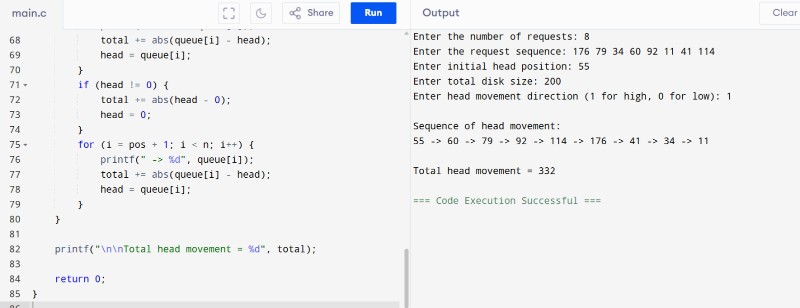 main.c
Share
Run
Output
Clear
68 total += abs(queue[i] - head);
69 head = queue[i];
70 }
71 if (head != 0) {
72 total += abs(head - 0);
73 head = 0;
74 }
75 for (i = pos + 1; i < n; i++) {
76 printf(" -> %d", queue[i]);
77 total += abs(queue[i] - head);
78 head = queue[i];
79 }
80 }
81
82 printf("\n\nTotal head movement = %d", total);
83
84 return 0;
85 }
Enter the number of requests: 8
Enter the request sequence: 176 79 34 60 92 11 41 114
Enter initial head position: 55
Enter total disk size: 200
Enter head movement direction (1 for high, 0 for low): 1
Sequence of head movement:
55 -> 60 -> 79 -> 92 -> 114 -> 176 -> 41 -> 34 -> 11
Total head movement = 332
=== Code Execution Successful ===